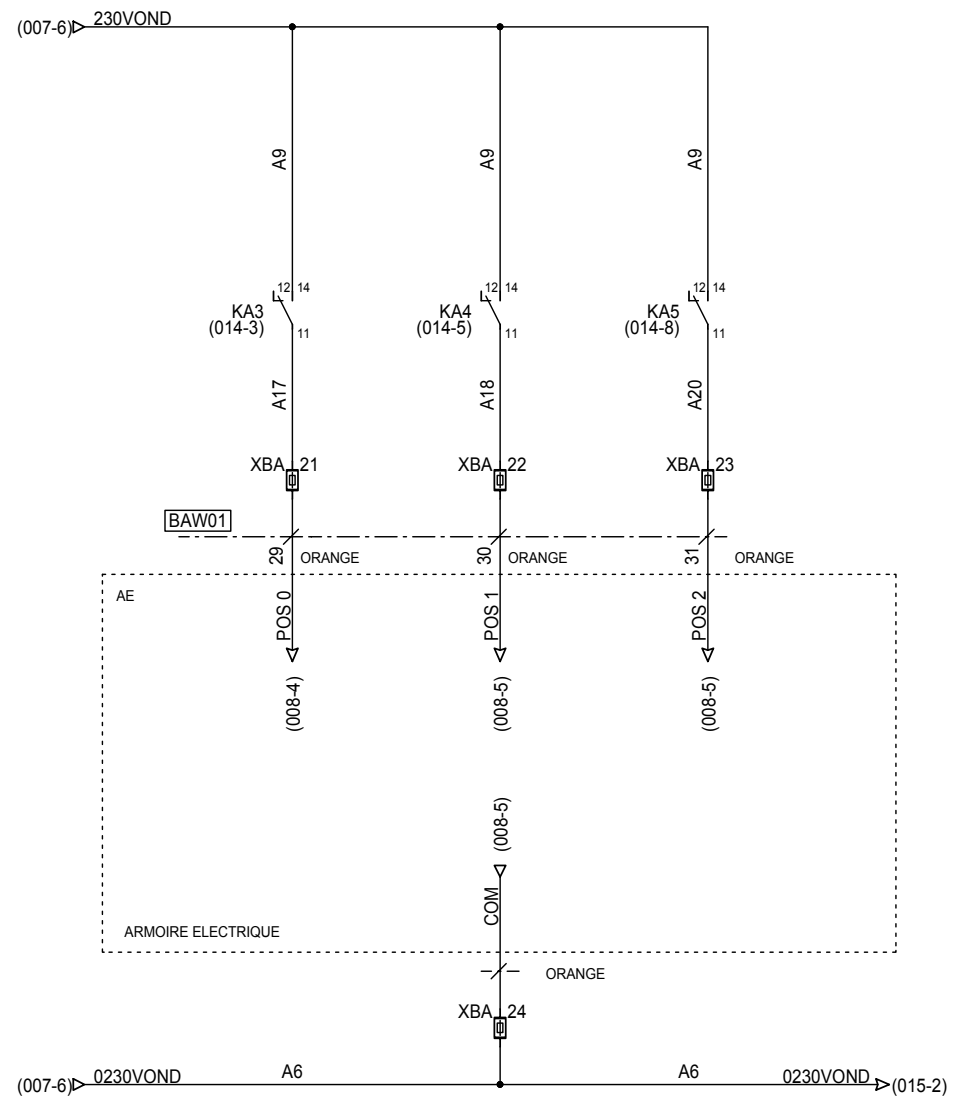 (007-6) 230VOND
A9 A9 A9
12 14 12 14 12 14
KA3 KA4 KA5
(014-3) (014-5) (014-8)
11 11 11
A17 A18 A20
XBA 21 XBA 22 XBA 23
BAW01
29 ORANGE 30 ORANGE 31 ORANGE
AE
POS 0 POS 1 POS 2
(008-4) (008-5) (008-5)
(008-5)
COM
ARMOIRE ELECTRIQUE
ORANGE
XBA 24
(007-6) 0230VOND A6 A6 0230VOND (015-2)